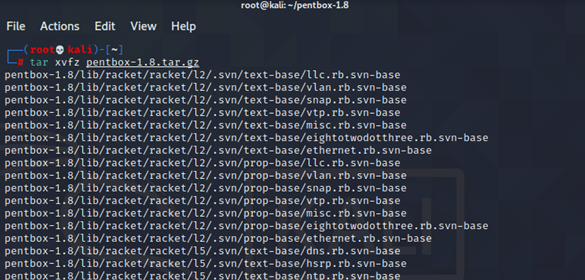 root@kali: ~/pentbox-1.8
File Actions Edit View Help
(root💀kali)-[~]
# tar xvfz pentbox-1.8.tar.gz
pentbox-1.8/lib/racket/racket/l2/.svn/text-base/llc.rb.svn-base
pentbox-1.8/lib/racket/racket/l2/.svn/text-base/vlan.rb.svn-base
pentbox-1.8/lib/racket/racket/l2/.svn/text-base/snap.rb.svn-base
pentbox-1.8/lib/racket/racket/l2/.svn/text-base/vtp.rb.svn-base
pentbox-1.8/lib/racket/racket/l2/.svn/text-base/misc.rb.svn-base
pentbox-1.8/lib/racket/racket/l2/.svn/text-base/eightotwodotthree.rb.svn-base
pentbox-1.8/lib/racket/racket/l2/.svn/text-base/ethernet.rb.svn-base
pentbox-1.8/lib/racket/racket/l2/.svn/prop-base/llc.rb.svn-base
pentbox-1.8/lib/racket/racket/l2/.svn/prop-base/vlan.rb.svn-base
pentbox-1.8/lib/racket/racket/l2/.svn/prop-base/snap.rb.svn-base
pentbox-1.8/lib/racket/racket/l2/.svn/prop-base/vtp.rb.svn-base
pentbox-1.8/lib/racket/racket/l2/.svn/prop-base/misc.rb.svn-base
pentbox-1.8/lib/racket/racket/l2/.svn/prop-base/eightotwodotthree.rb.svn-base
pentbox-1.8/lib/racket/racket/l2/.svn/prop-base/ethernet.rb.svn-base
pentbox-1.8/lib/racket/racket/l5/.svn/text-base/dns.rb.svn-base
pentbox-1.8/lib/racket/racket/l5/.svn/text-base/hsrp.rb.svn-base
pentbox-1.8/lib/racket/racket/l5/.svn/text-base/ntp.rb.svn-base